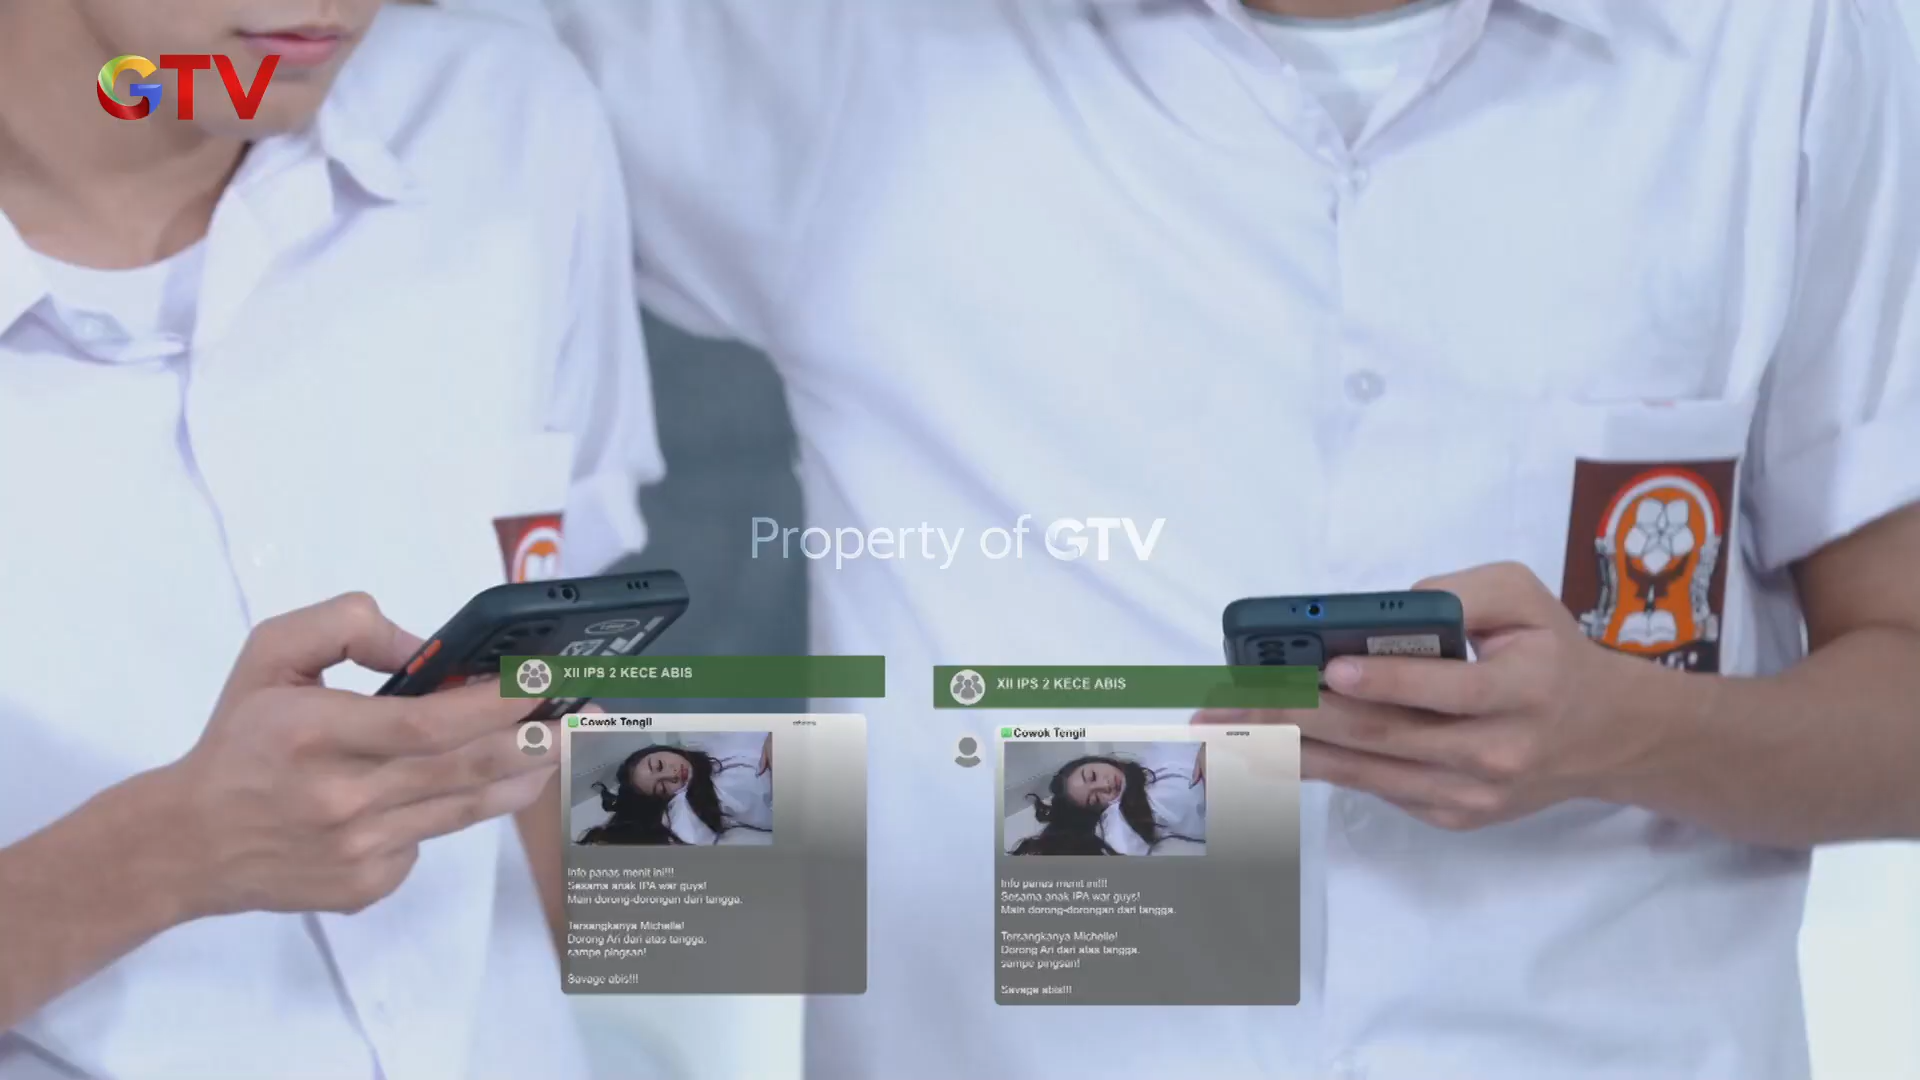 GTV
Property of GTV
XII IPS 2 KECE ABIS
Cowok Tengil
Info panas menit ini!!!
Sesama anak IPA war guys!
Main dorong-dorongan dari tangga.
Tersangkanya Michelle!
Dorong Ari dari atas tangga.
sampe pingsan!
Savage abis!!!
XII IPS 2 KECE ABIS
Cowok Tengil
Info panas menit ini!!!
Sesama anak IPA war guys!
Main dorong-dorongan dari tangga.
Tersangkanya Michelle!
Dorong Ari dari atas tangga.
sampe pingsan!
Savage abis!!!